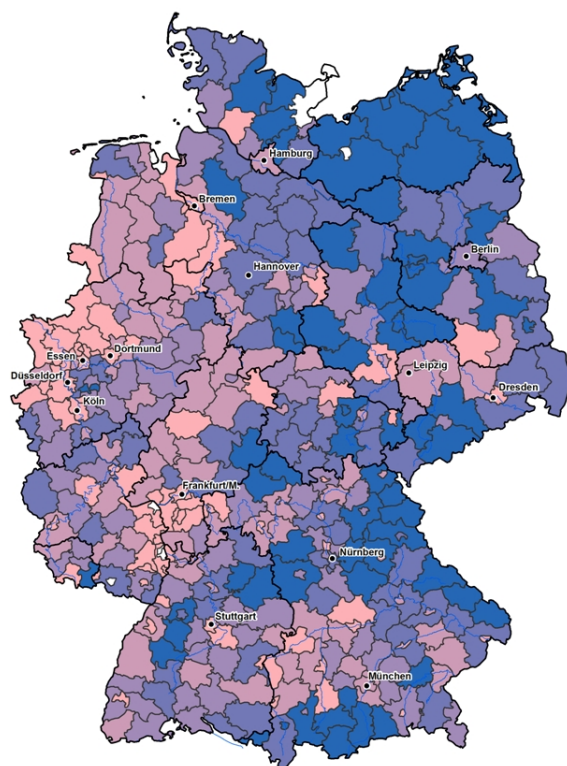 Hamburg
Bremen
Berlin
Hannover
Dortmund
Essen
Düsseldorf
Leipzig
Köln
Dresden
Frankfurt/M.
Nürnberg
Stuttgart
München